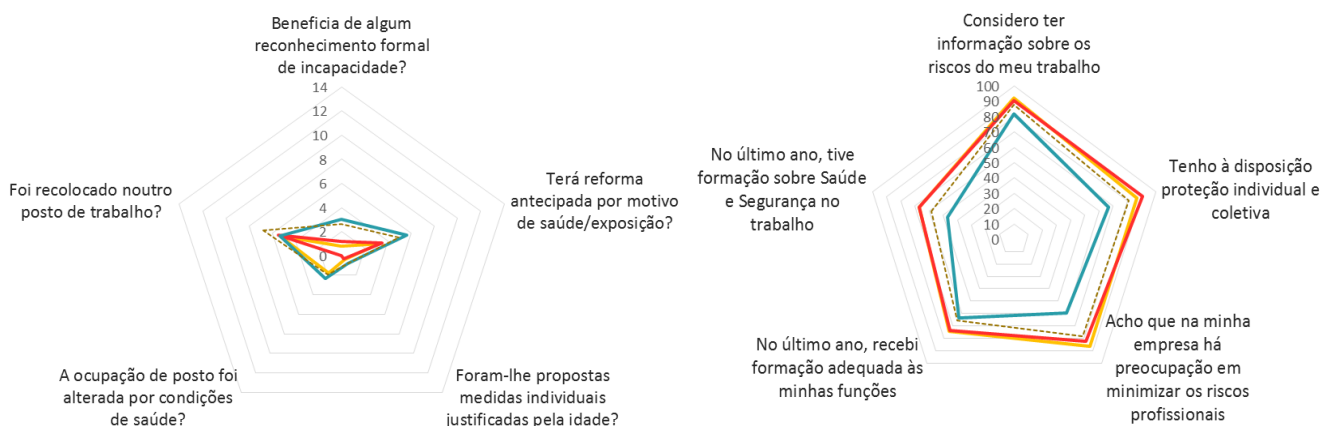 Beneficia de algum
reconhecimento formal
de incapacidade?
14
12
10
8
6
4
2
0
Terá reforma
antecipada por motivo
de saúde/exposição?
Foram-lhe propostas
medidas individuais
justificadas pela idade?
A ocupação de posto foi
alterada por condições
de saúde?
Foi recolocado noutro
posto de trabalho?
Considero ter
informação sobre os
riscos do meu trabalho
100
90
80
70
60
50
40
30
20
10
0
Tenho à disposição
proteção individual e
coletiva
Acho que na minha
empresa há
preocupação em
minimizar os riscos
profissionais
No último ano, recebi
formação adequada às
minhas funções
No último ano, tive
formação sobre Saúde
e Segurança no
trabalho